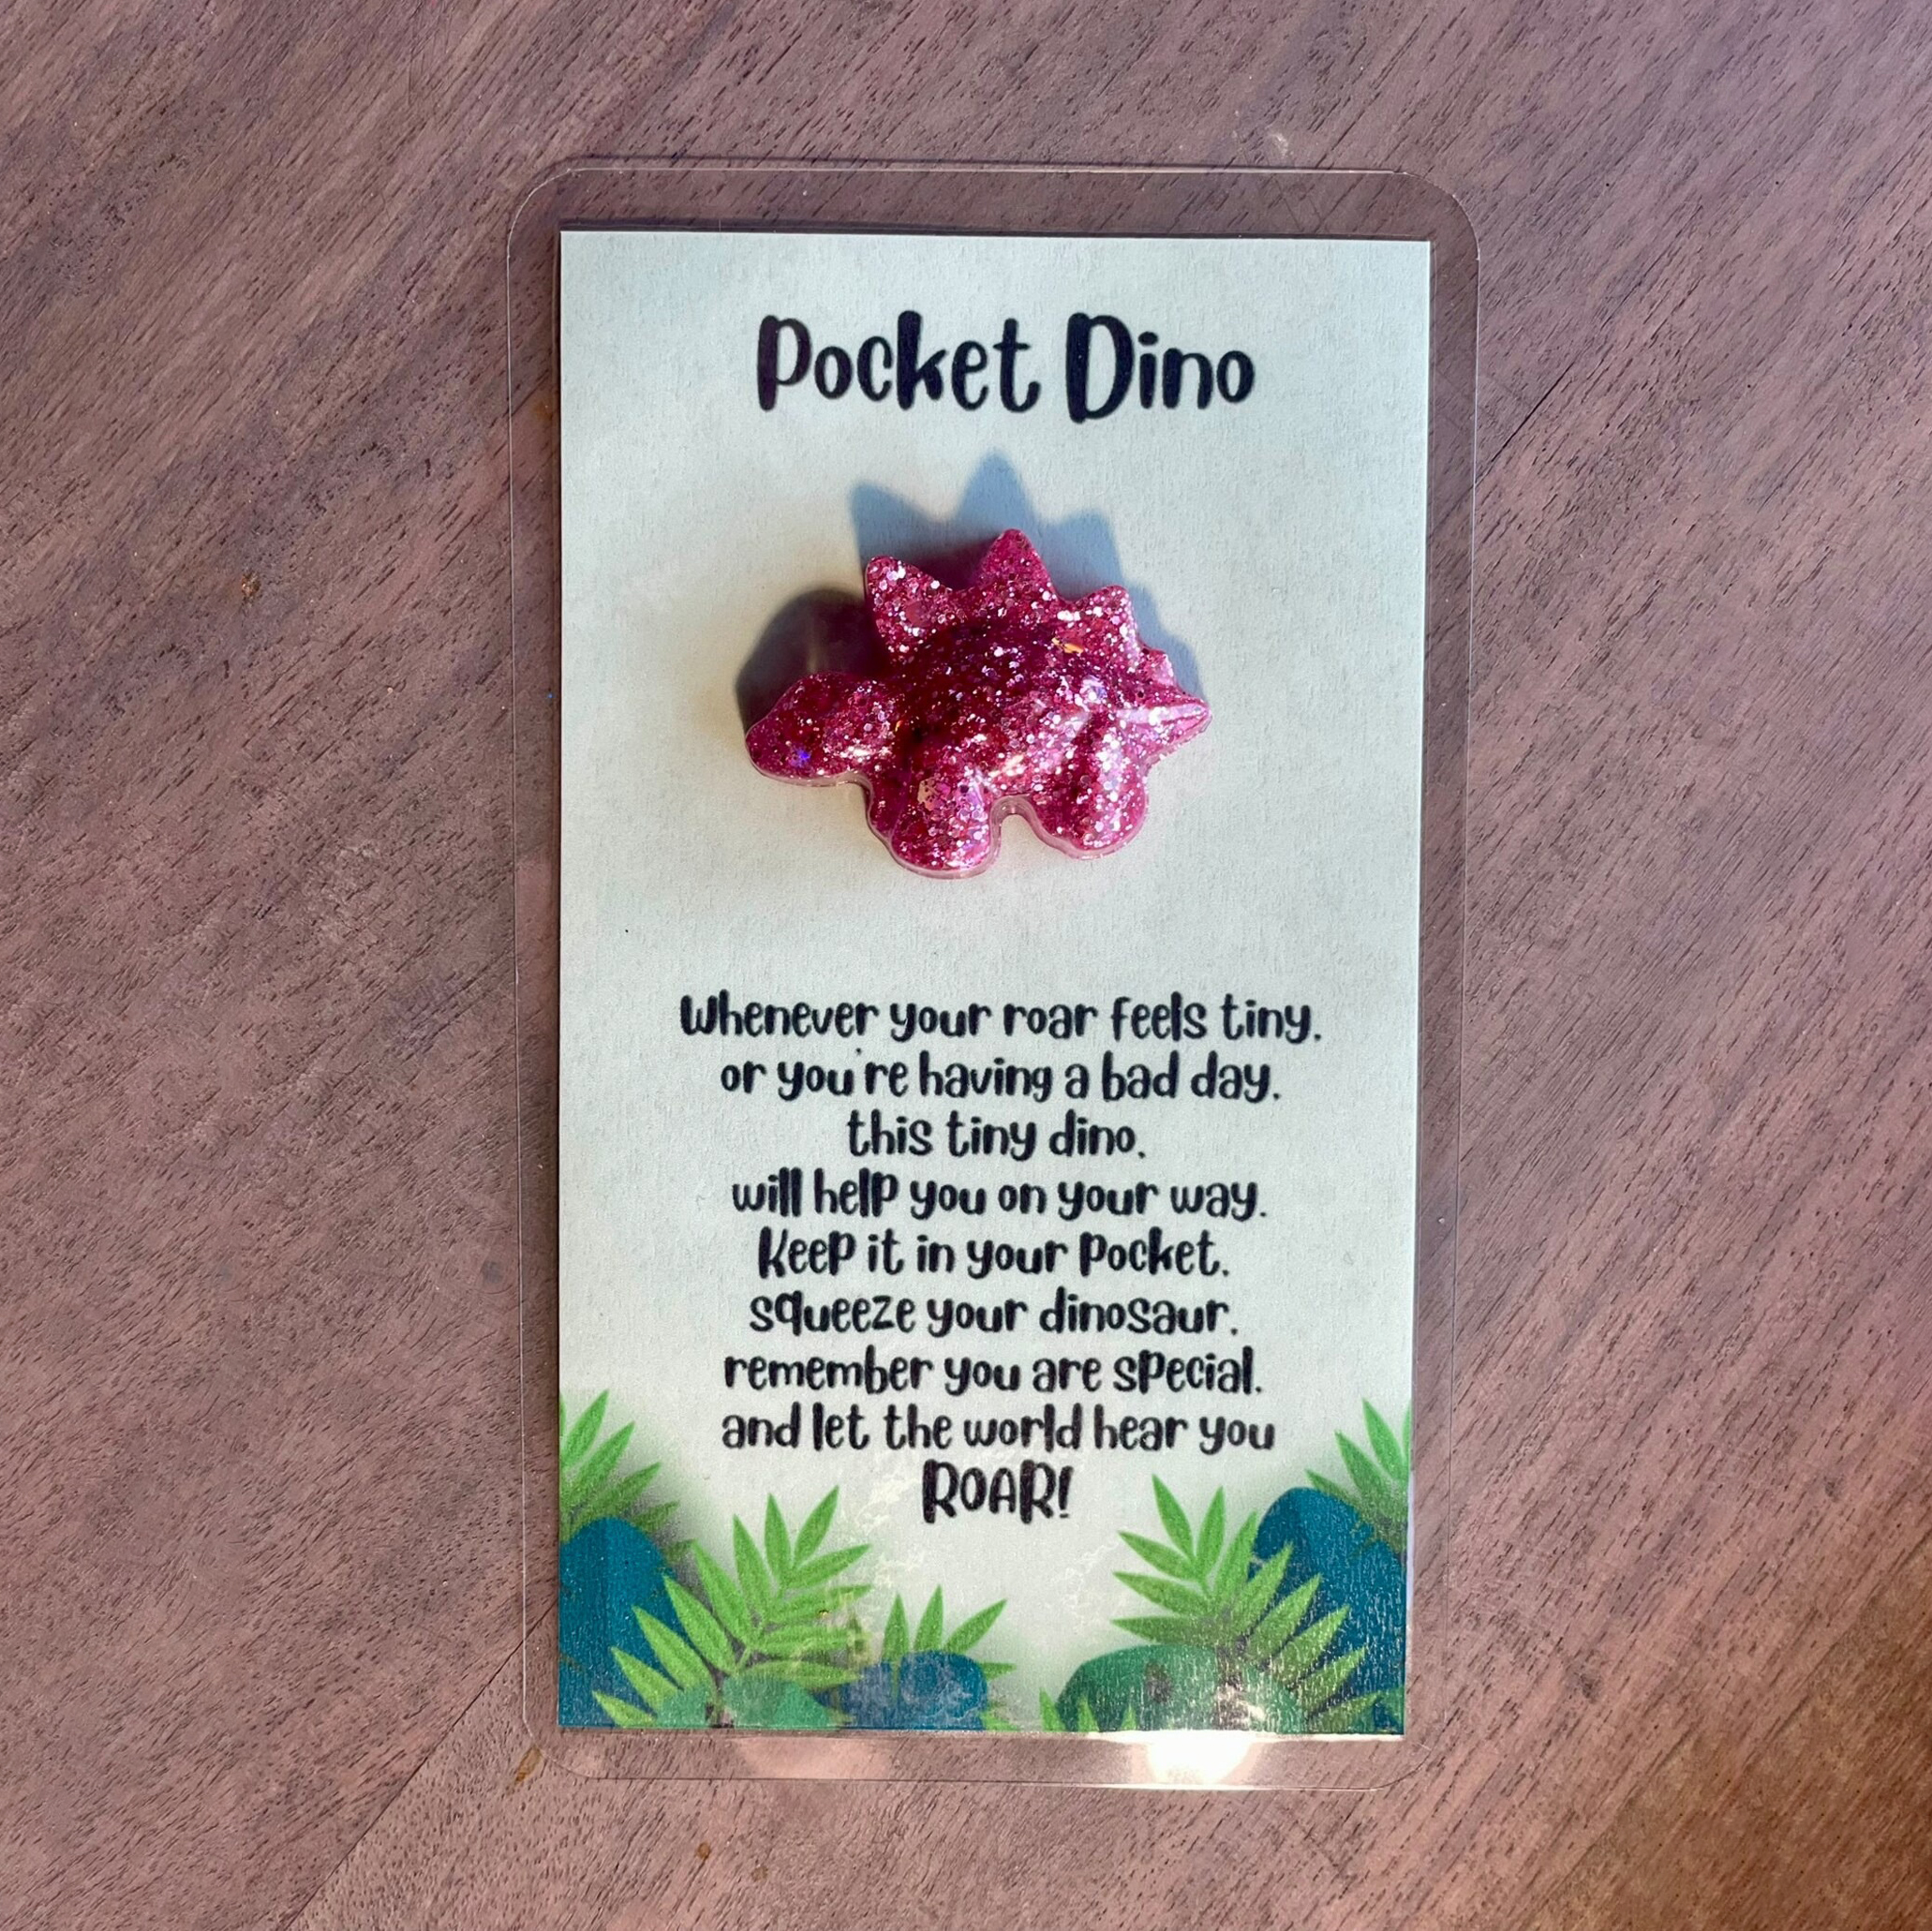 Pocket Dino
Whenever your roar feels tiny,
or you're having a bad day,
this tiny dino,
will help you on your way.
Keep it in your pocket,
squeeze your dinosaur,
remember you are special,
and let the world hear you
ROAR!